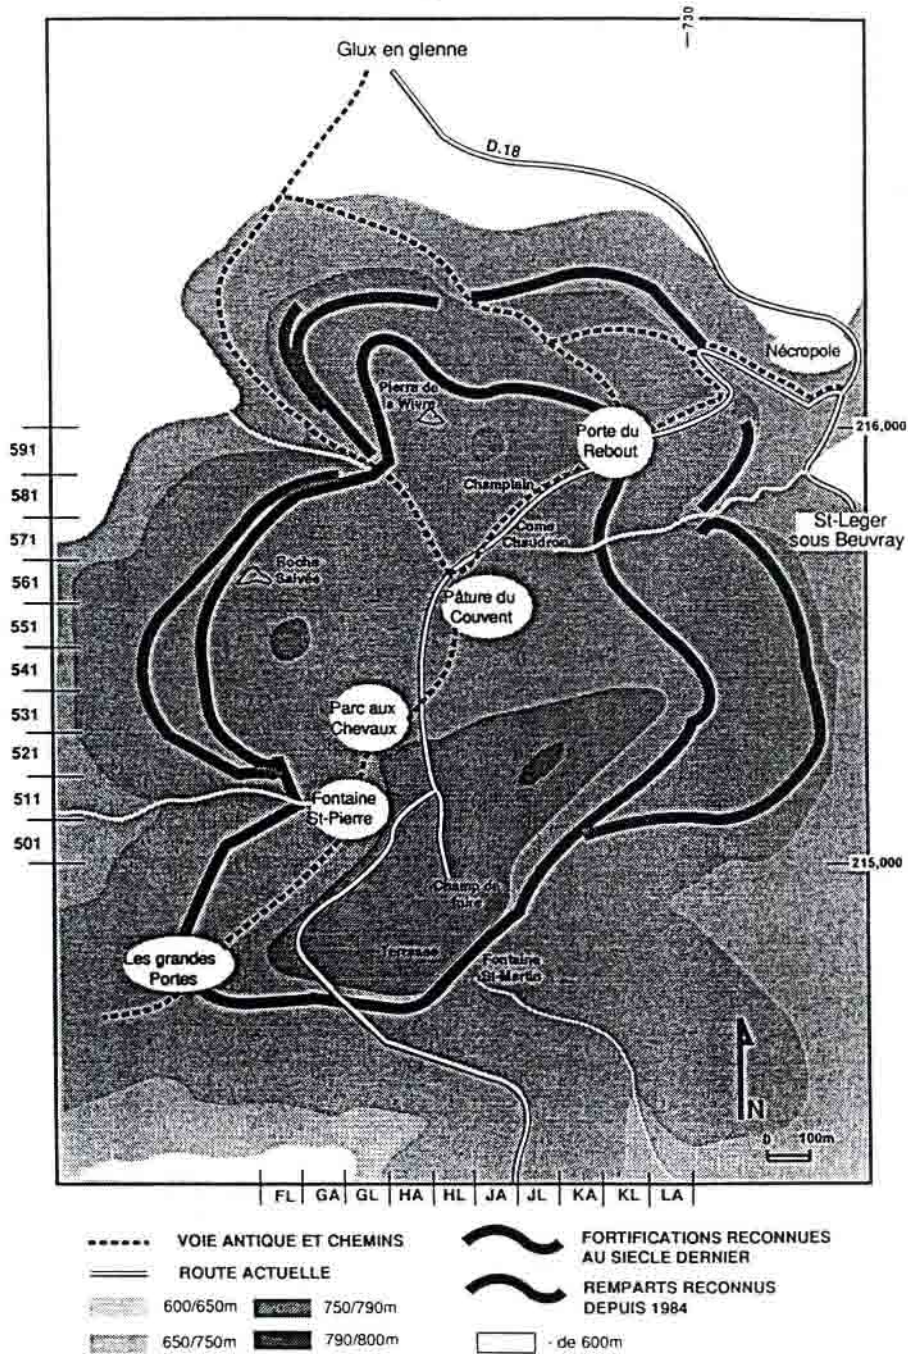 730
Glux en glenne
D.18
Nécropole
Pierre de
la Wivre
Porte du
Rebout
216,000
591
581
571
561
551
541
531
521
511
501
Champlain
Come
Chaudron
St-Leger
sous Beuvray
Roche
Salvée
Pâture du
Couvent
Parc aux
Chevaux
Fontaine
St-Pierre
215,000
Champ de
foire
Terrasse
Fontaine
St-Martin
Les grandes
Portes
N
0 100m
FL GA GL HA HL JA JL KA KL LA
VOIE ANTIQUE ET CHEMINS
ROUTE ACTUELLE
600/650m
750/790m
650/750m
790/800m
FORTIFICATIONS RECONNUES
AU SIECLE DERNIER
REMPARTS RECONNUS
DEPUIS 1984
- de 600m